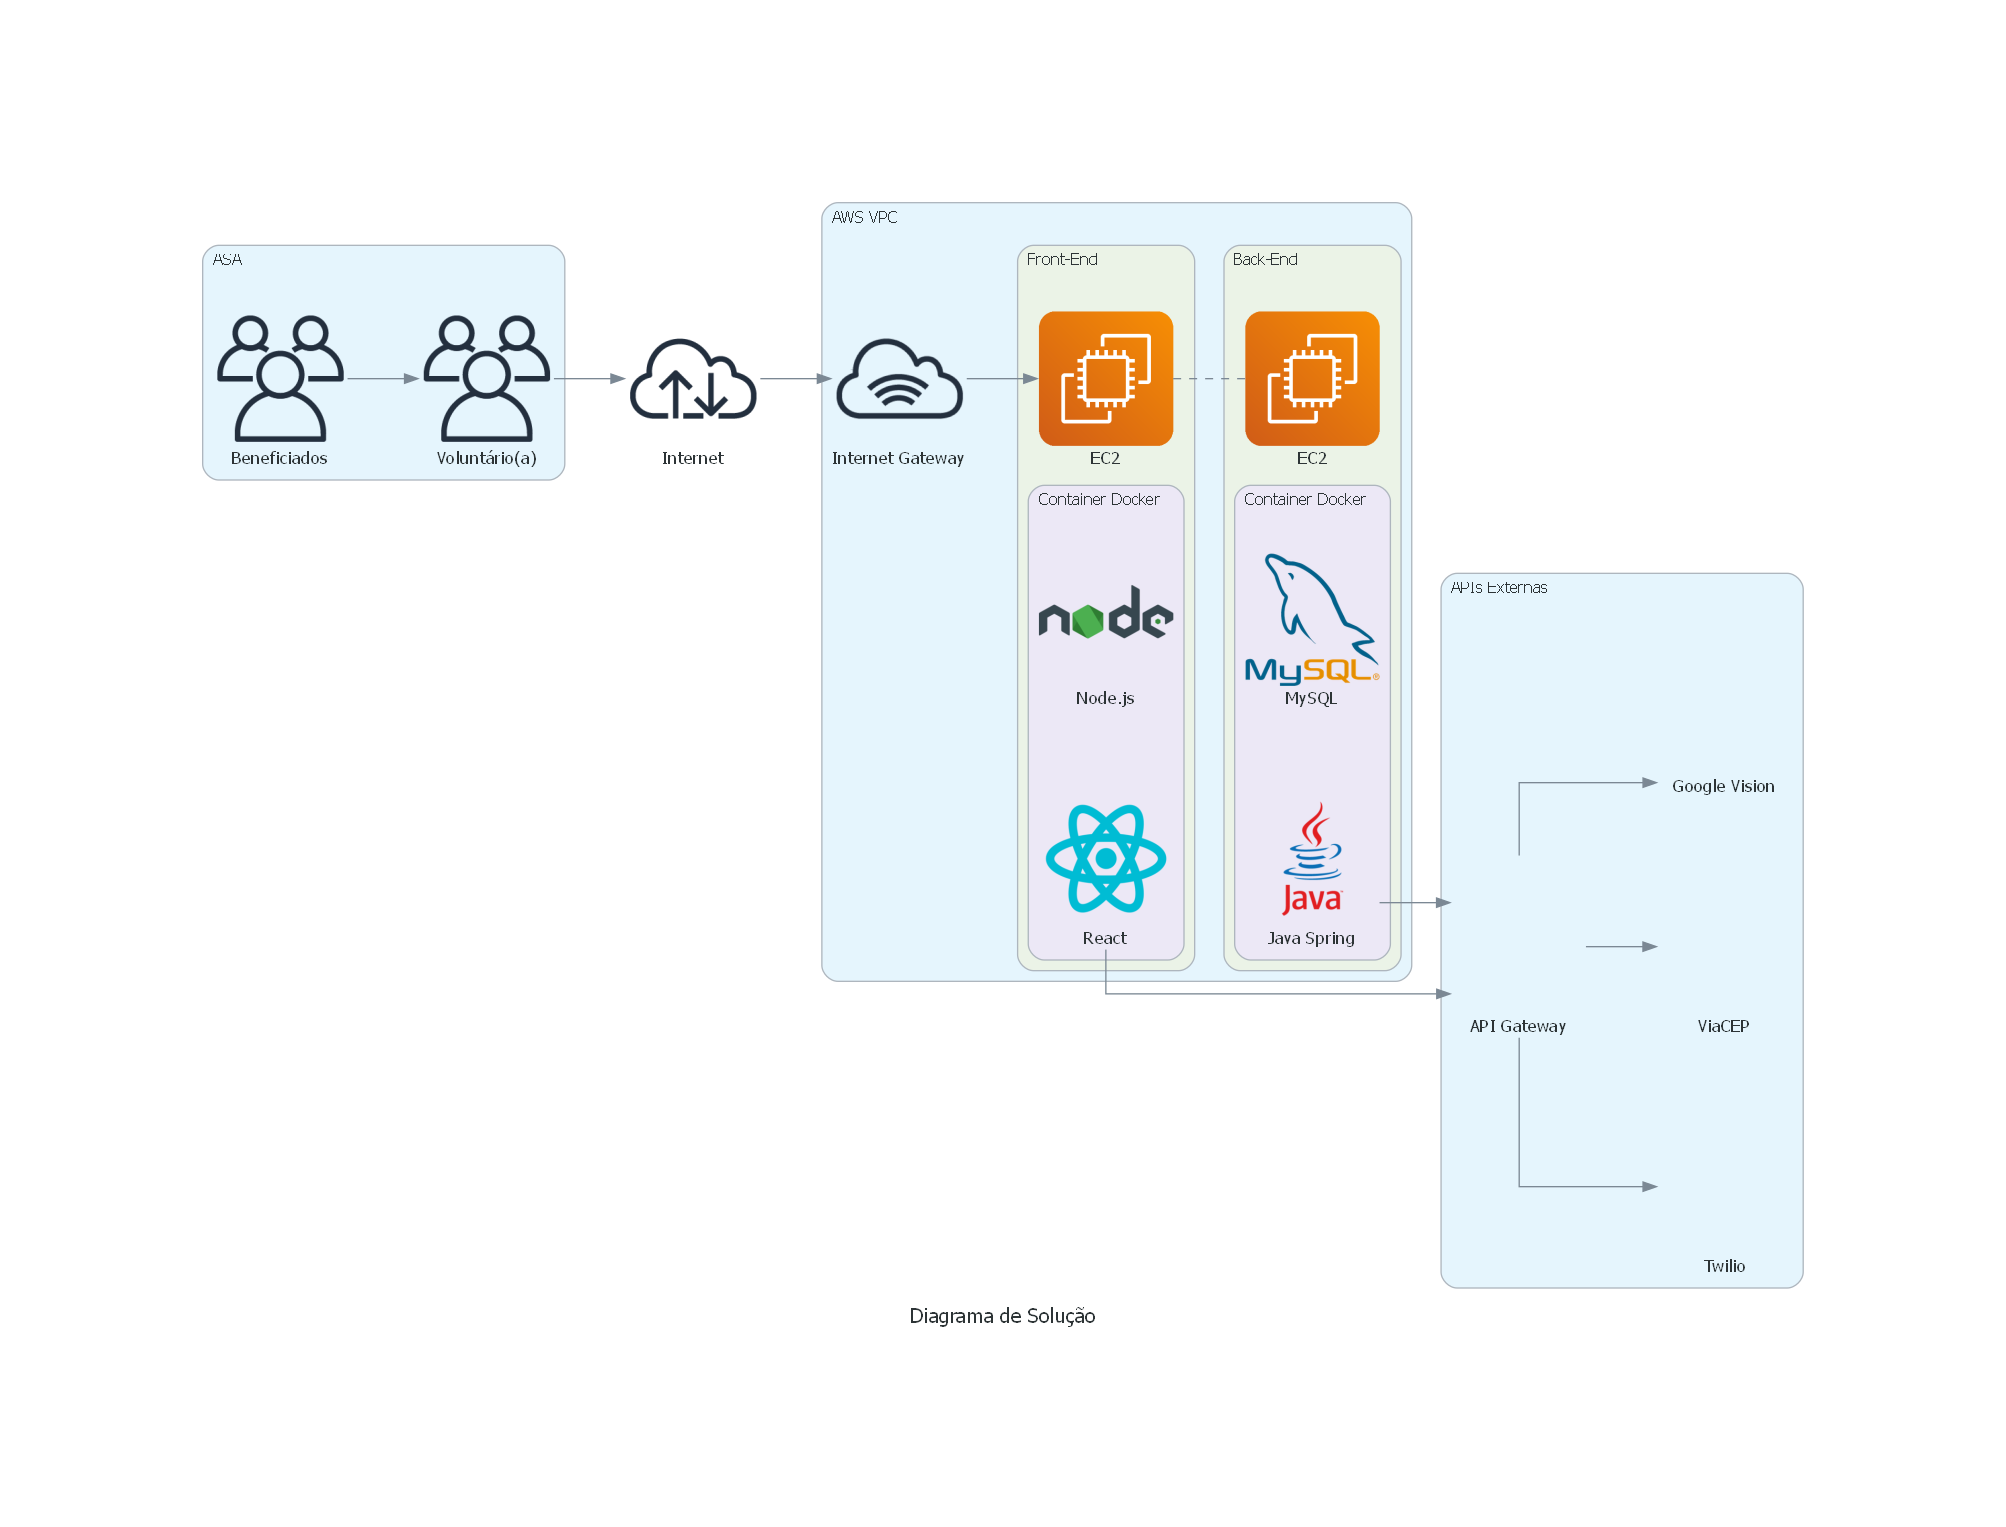 AWS VPC
ASA
Front-End
Back-End
Beneficiados
Voluntário(a)
Internet
Internet Gateway
EC2
EC2
Container Docker
Container Docker
node
MySQL®
Node.js
MySQL
Java
React
Java Spring
APIs Externas
Google Vision
API Gateway
ViaCEP
Twilio
Diagrama de Solução